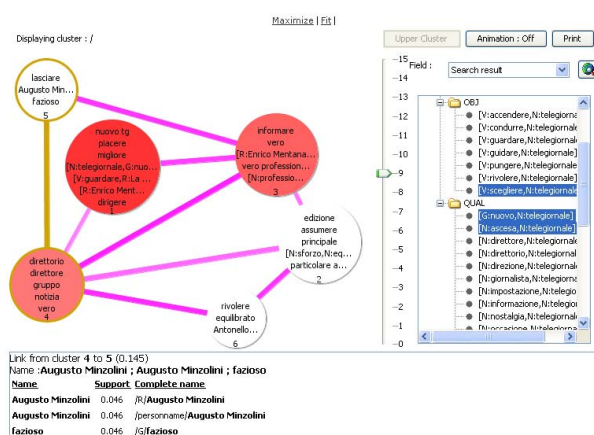 Maximize | Fit |
Displaying cluster : /
Upper Cluster
Animation : Off
Print
Field :
Search result
lasciare
Augusto Min...
fazioso
5
nuovo tg
piacere
migliore
[N:telegiornale,G:nuo...
[V:guardare,R:La ...
[R:Enrico Ment...
dirigere
1
informare
vero
[R:Enrico Mentana...
vero profession...
[N:professio...
3
edizione
assumere
principale
[N:sforzo,N:eq...
particolare a...
2
direttorio
direttore
gruppo
notizia
vero
4
rivolere
equilibrato
Antonello...
6
-15
-14
-13
-12
-11
-10
-9
-8
-7
-6
-5
-4
-3
-2
-1
-0
OBJ
[V:accendere,N:telegiorna
[V:condurre,N:telegiornale
[V:guardare,N:telegiornale
[V:guidare,N:telegiornale]
[V:pungere,N:telegiornale
[V:rivolere,N:telegiornale]
[V:scegliere,N:telegiornale
QUAL
[G:nuovo,N:telegiornale]
[N:ascesa,N:telegiornale]
[N:direttore,N:telegiornale
[N:direttorio,N:telegiornal
[N:direzione,N:telegiornal
[N:giornalista,N:telegiorna
[N:impostazione,N:telegio
[N:informazione,N:telegior
[N:nostalgia,N:telegiornal
[N:occasione,N:telegiorna
Link from cluster 4 to 5 (0.145)
Name :Augusto Minzolini ; Augusto Minzolini ; fazioso
Name Support Complete name
Augusto Minzolini 0.046 /R/Augusto Minzolini
Augusto Minzolini 0.046 /personname/Augusto Minzolini
fazioso 0.046 /G/fazioso